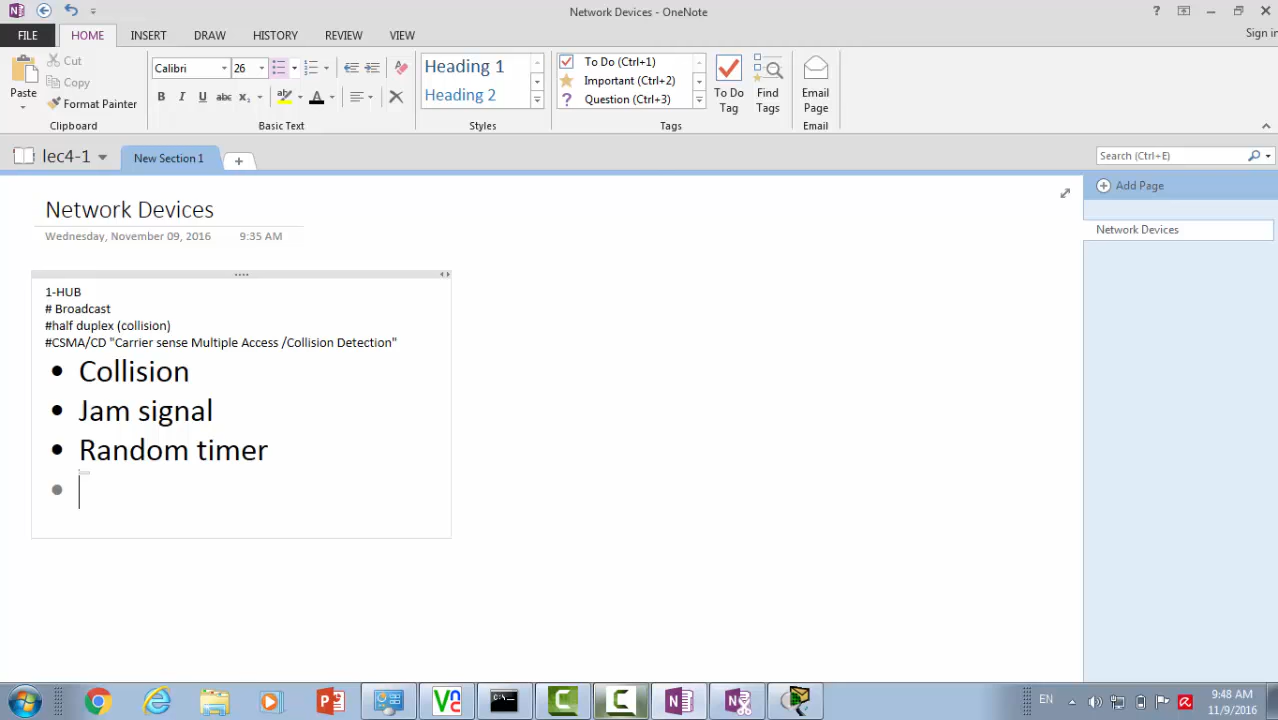 Network Devices - OneNote
?
FILE
HOME
INSERT
DRAW
HISTORY
REVIEW
VIEW
Sign in
Paste
Cut
Copy
Format Painter
Clipboard
Calibri
26
B I U abc X₂ A
Basic Text
Heading 1
Heading 2
Styles
To Do (Ctrl+1)
Important (Ctrl+2)
? Question (Ctrl+3)
To Do
Tag
Find
Tags
Tags
Email
Page
Email
lec4-1
New Section 1
Search (Ctrl+E)
Add Page
Network Devices
Network Devices
Wednesday, November 09, 2016 9:35 AM
1-HUB
# Broadcast
#half duplex (collision)
#CSMA/CD "Carrier sense Multiple Access /Collision Detection"
• Collision
• Jam signal
• Random timer
•
EN
9:48 AM
11/9/2016